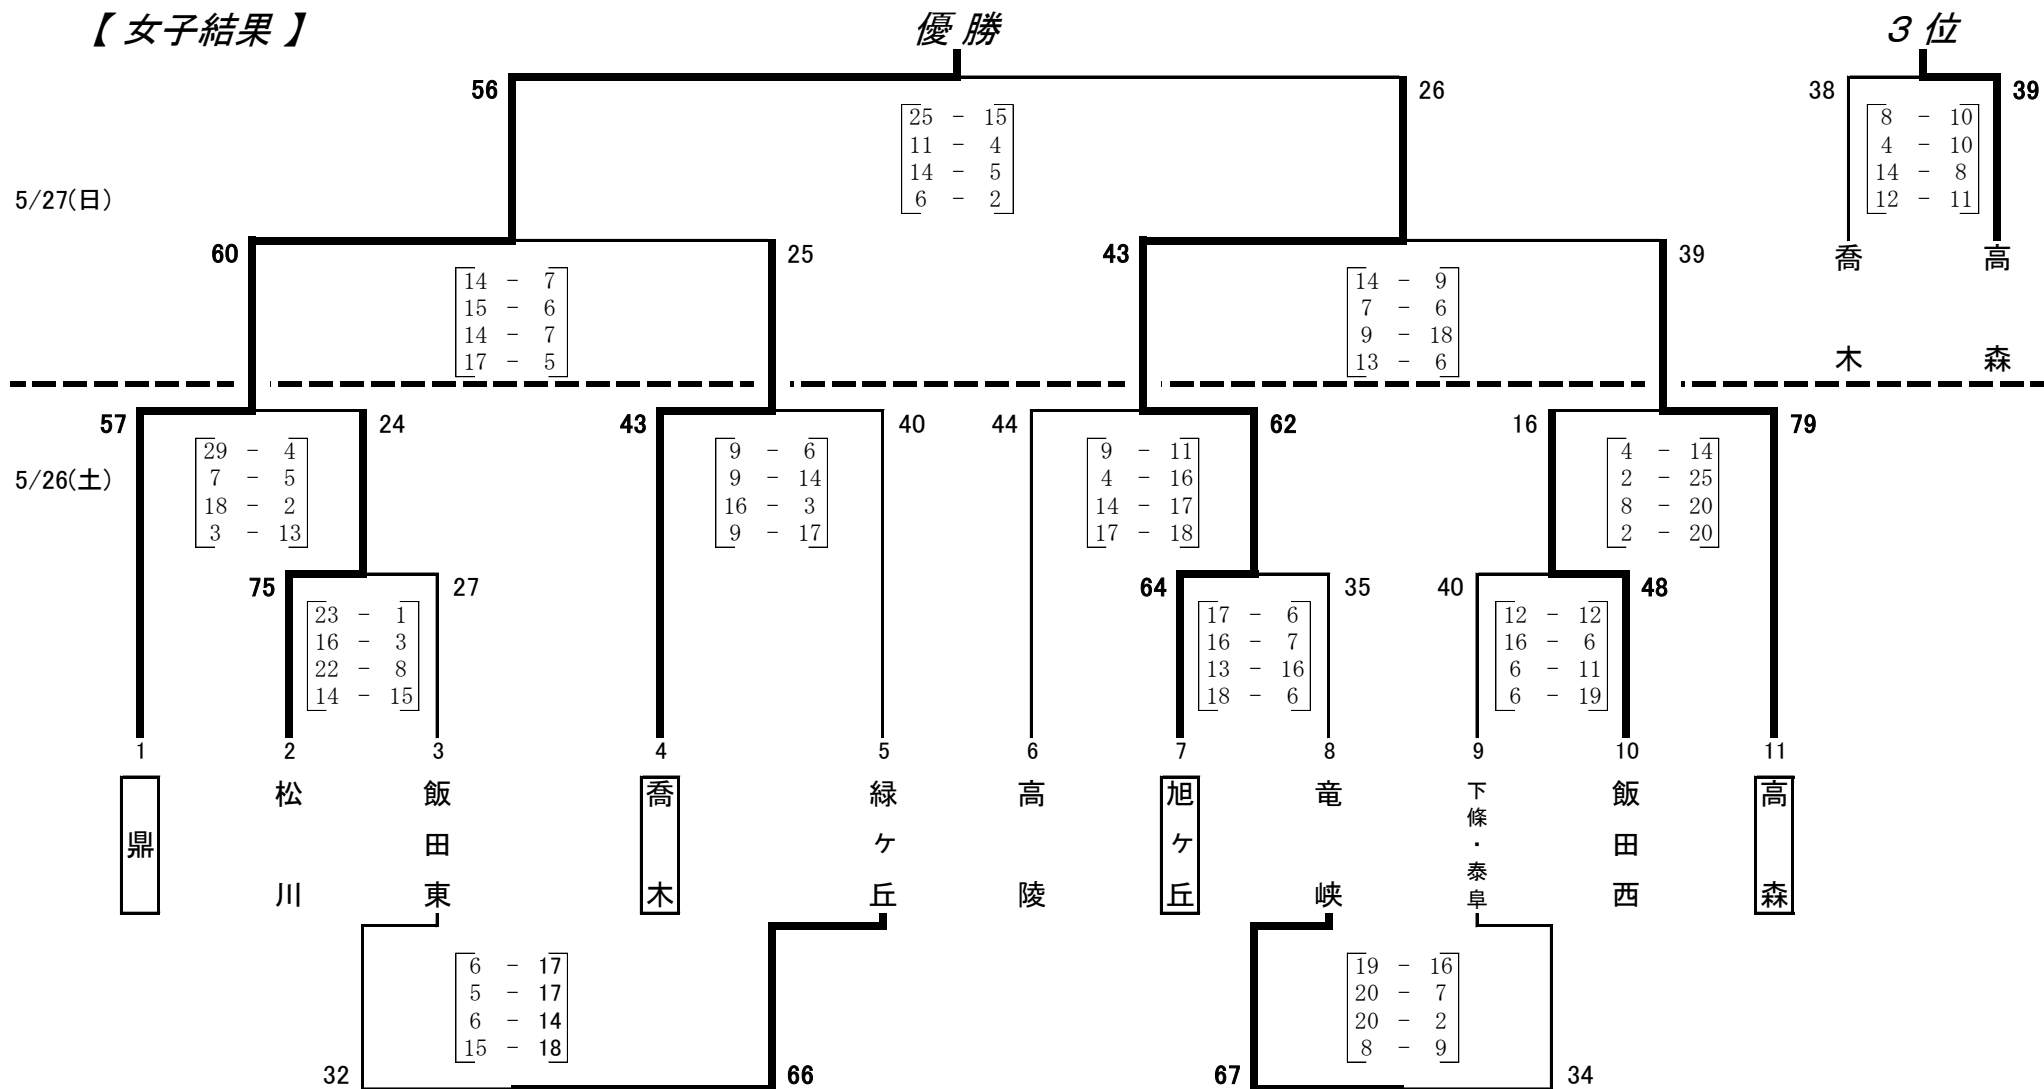 【 女子結果 】
優 勝
３ 位
56
26
38
39
25 - 15
11 - 4
14 - 5
6 - 2
8 - 10
4 - 10
14 - 8
12 - 11
5/27(日)
60
25
43
39
喬木
高森
14 - 7
15 - 6
14 - 7
17 - 5
14 - 9
7 - 6
9 - 18
13 - 6
57
24
43
40
44
62
16
79
5/26(土)
29 - 4
7 - 5
18 - 2
3 - 13
9 - 6
9 - 14
16 - 3
9 - 17
9 - 11
4 - 16
14 - 17
17 - 18
4 - 14
2 - 25
8 - 20
2 - 20
75
27
64
35
40
48
23 - 1
16 - 3
22 - 8
14 - 15
17 - 6
16 - 7
13 - 16
18 - 6
12 - 12
16 - 6
6 - 11
6 - 19
1
2
3
4
5
6
7
8
9
10
11
鼎
松川
飯田東
喬木
緑ケ丘
高陵
旭ケ丘
竜峡
下條・泰阜
飯田西
高森
6 - 17
5 - 17
6 - 14
15 - 18
19 - 16
20 - 7
20 - 2
8 - 9
32
66
67
34